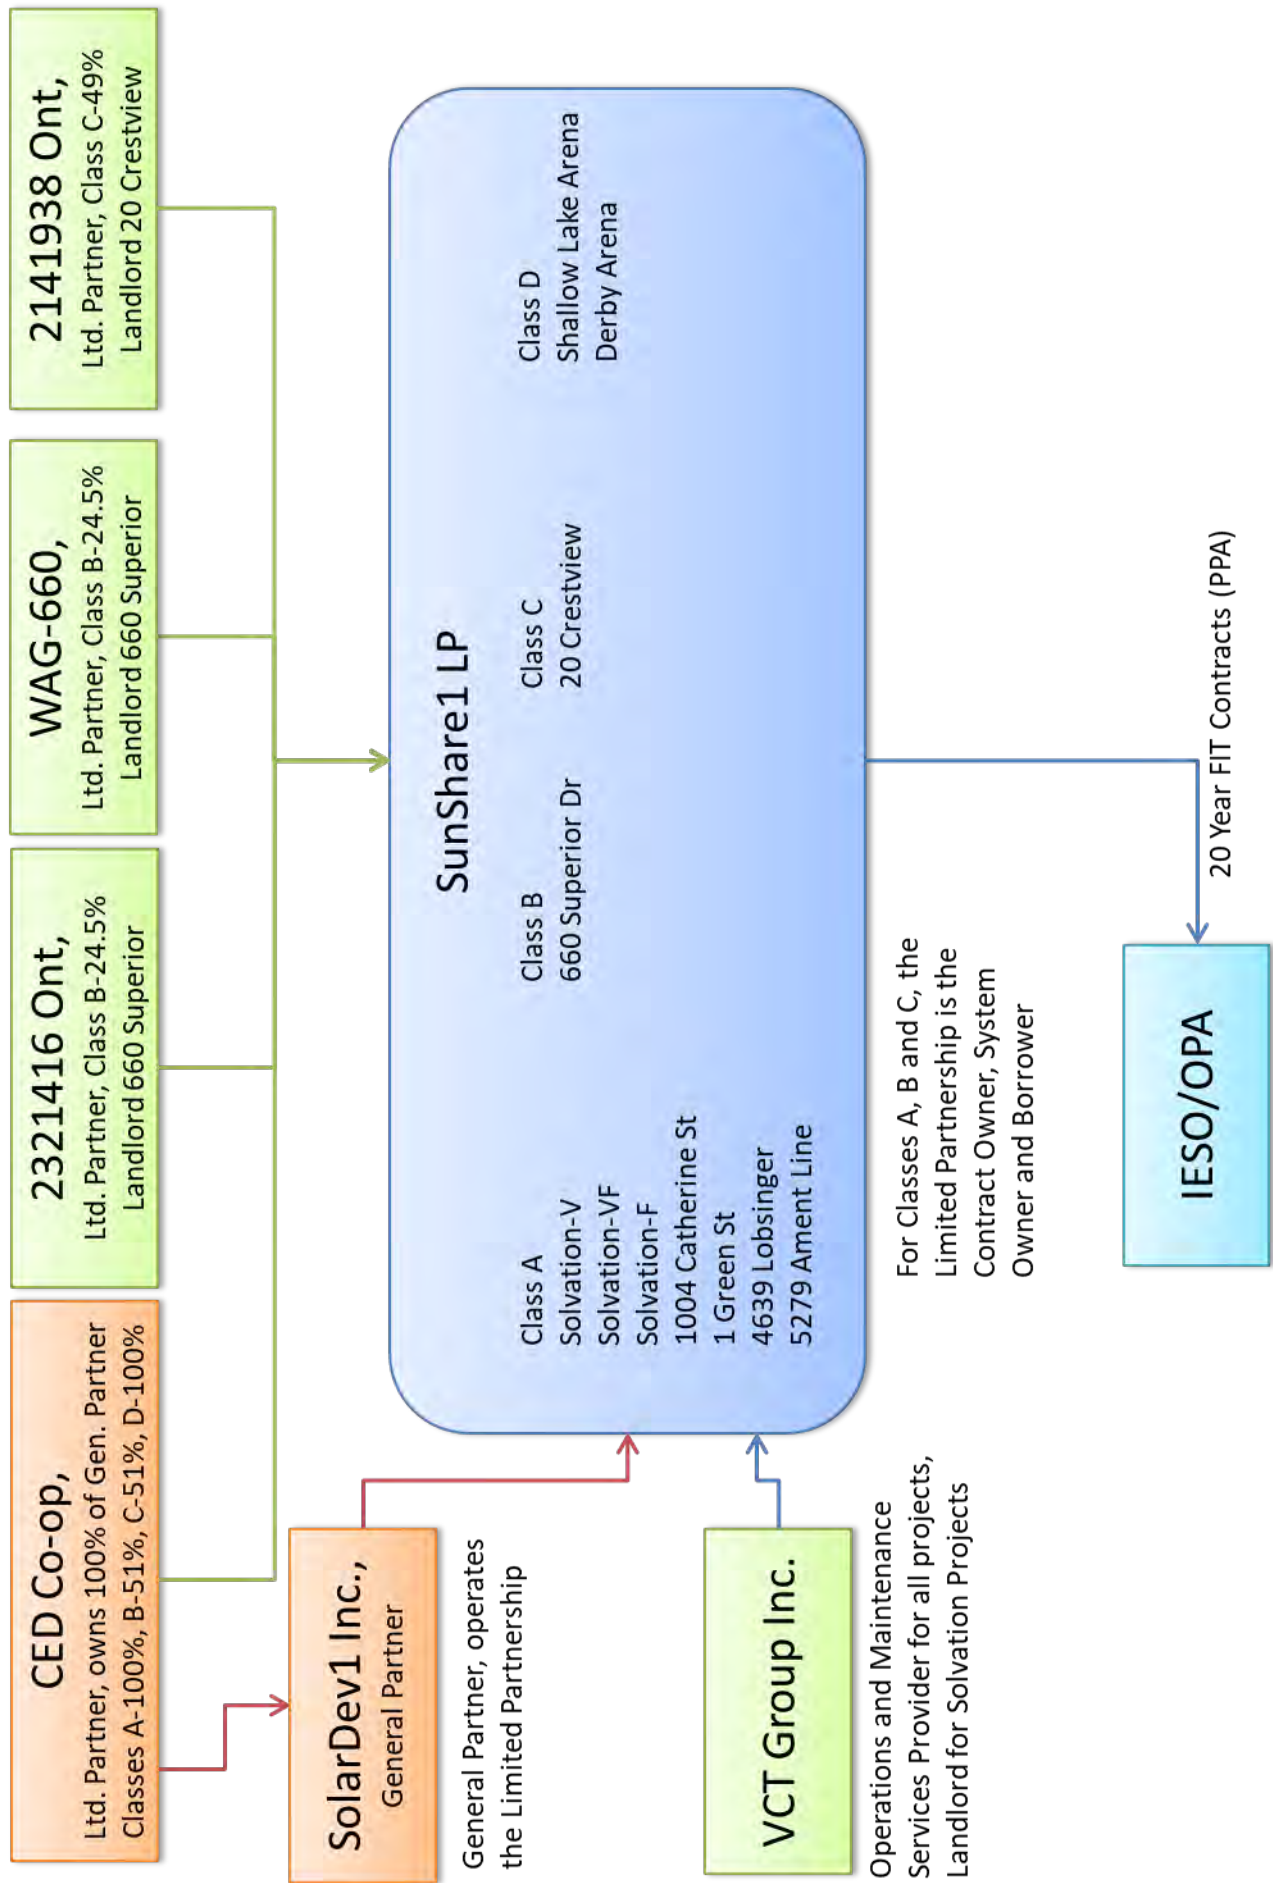 CED Co-op,
Ltd. Partner, owns 100% of Gen. Partner
Classes A-100%, B-51%, C-51%, D-100%
2321416 Ont,
Ltd. Partner, Class B-24.5%
Landlord 660 Superior
WAG-660,
Ltd. Partner, Class B-24.5%
Landlord 660 Superior
2141938 Ont,
Ltd. Partner, Class C-49%
Landlord 20 Crestview
SolarDev1 Inc.,
General Partner
General Partner, operates
the Limited Partnership
VCT Group Inc.
Operations and Maintenance
Services Provider for all projects,
Landlord for Solvation Projects
SunShare1 LP
Class A
Solvation-V
Solvation-VF
Solvation-F
1004 Catherine St
1 Green St
4639 Lobsinger
5279 Ament Line
Class B
660 Superior Dr
Class C
20 Crestview
Class D
Shallow Lake Arena
Derby Arena
For Classes A, B and C, the
Limited Partnership is the
Contract Owner, System
Owner and Borrower
IESO/OPA
20 Year FIT Contracts (PPA)